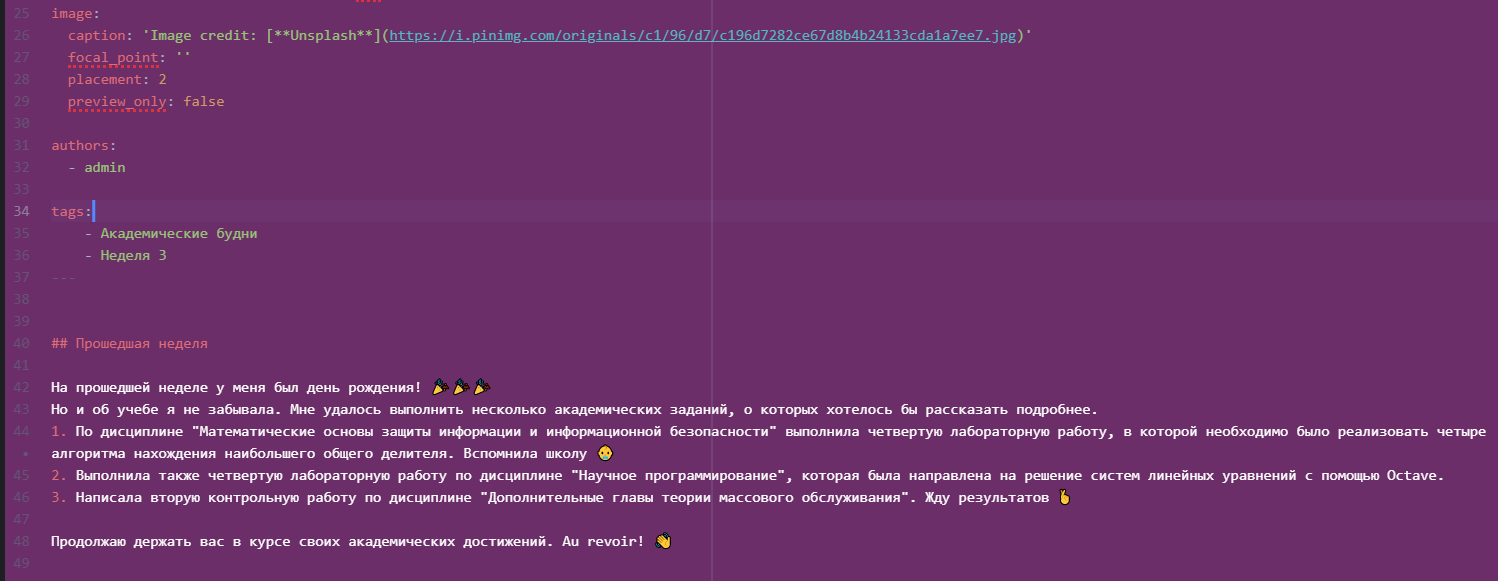 25 image:
26   caption: 'Image credit: [**Unsplash**](https://i.pinimg.com/originals/c1/96/d7/c196d7282ce67d8b4b24133cda1a7ee7.jpg)'
27   focal_point: ''
28   placement: 2
29   preview_only: false
30
31 authors:
32   - admin
33
34 tags:
35     - Академические будни
36     - Неделя 3
37 ---
38
39
40 ## Прошедшая неделя
41
42 На прошедшей неделе у меня был день рождения! 🎉🎉🎉
43 Но и об учебе я не забывала. Мне удалось выполнить несколько академических заданий, о которых хотелось бы рассказать подробнее.
44 1. По дисциплине "Математические основы защиты информации и информационной безопасности" выполнила четвертую лабораторную работу, в которой необходимо было реализовать четыре
• алгоритма нахождения наибольшего общего делителя. Вспомнила школу 🥲
45 2. Выполнила также четвертую лабораторную работу по дисциплине "Научное программирование", которая была направлена на решение систем линейных уравнений с помощью Octave.
46 3. Написала вторую контрольную работу по дисциплине "Дополнительные главы теории массового обслуживания". Жду результатов 🤞
47
48 Продолжаю держать вас в курсе своих академических достижений. Au revoir! 👋
49